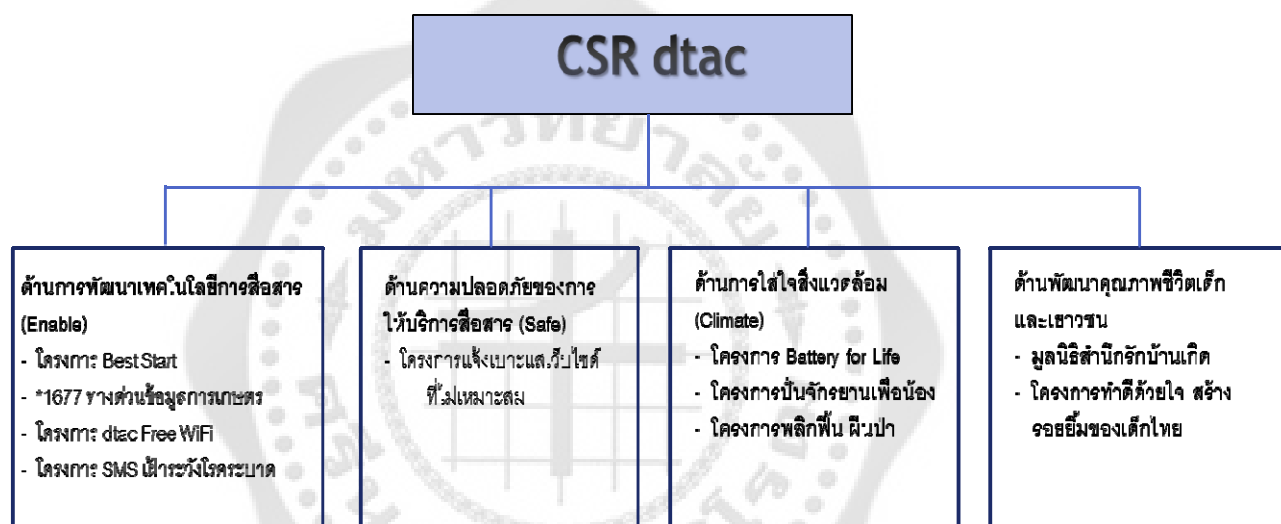 CSR dtac
ด้านการพัฒนาเทคโนโลยีการสื่อสาร
(Enable)
- โครงการ Best Start
- *1677 ทางด่วนข้อมูลการเกษตร
- โครงการ dtac Free WiFi
- โครงการ SMS เฝ้าระวังโรคระบาด
ด้านความปลอดภัยของการ
ให้บริการสื่อสาร (Safe)
- โครงการแจ้งเบาะแสเว็บไซต์
ที่ไม่เหมาะสม
ด้านการใส่ใจสิ่งแวดล้อม
(Climate)
- โครงการ Battery for Life
- โครงการปั่นจักรยานเพื่อน้อง
- โครงการพลิกฟื้น ผืนป่า
ด้านพัฒนาคุณภาพชีวิตเด็ก
และเยาวชน
- มูลนิธิสำนึกรักบ้านเกิด
- โครงการทำดีด้วยใจ สร้าง
รอยยิ้มของเด็กไทย